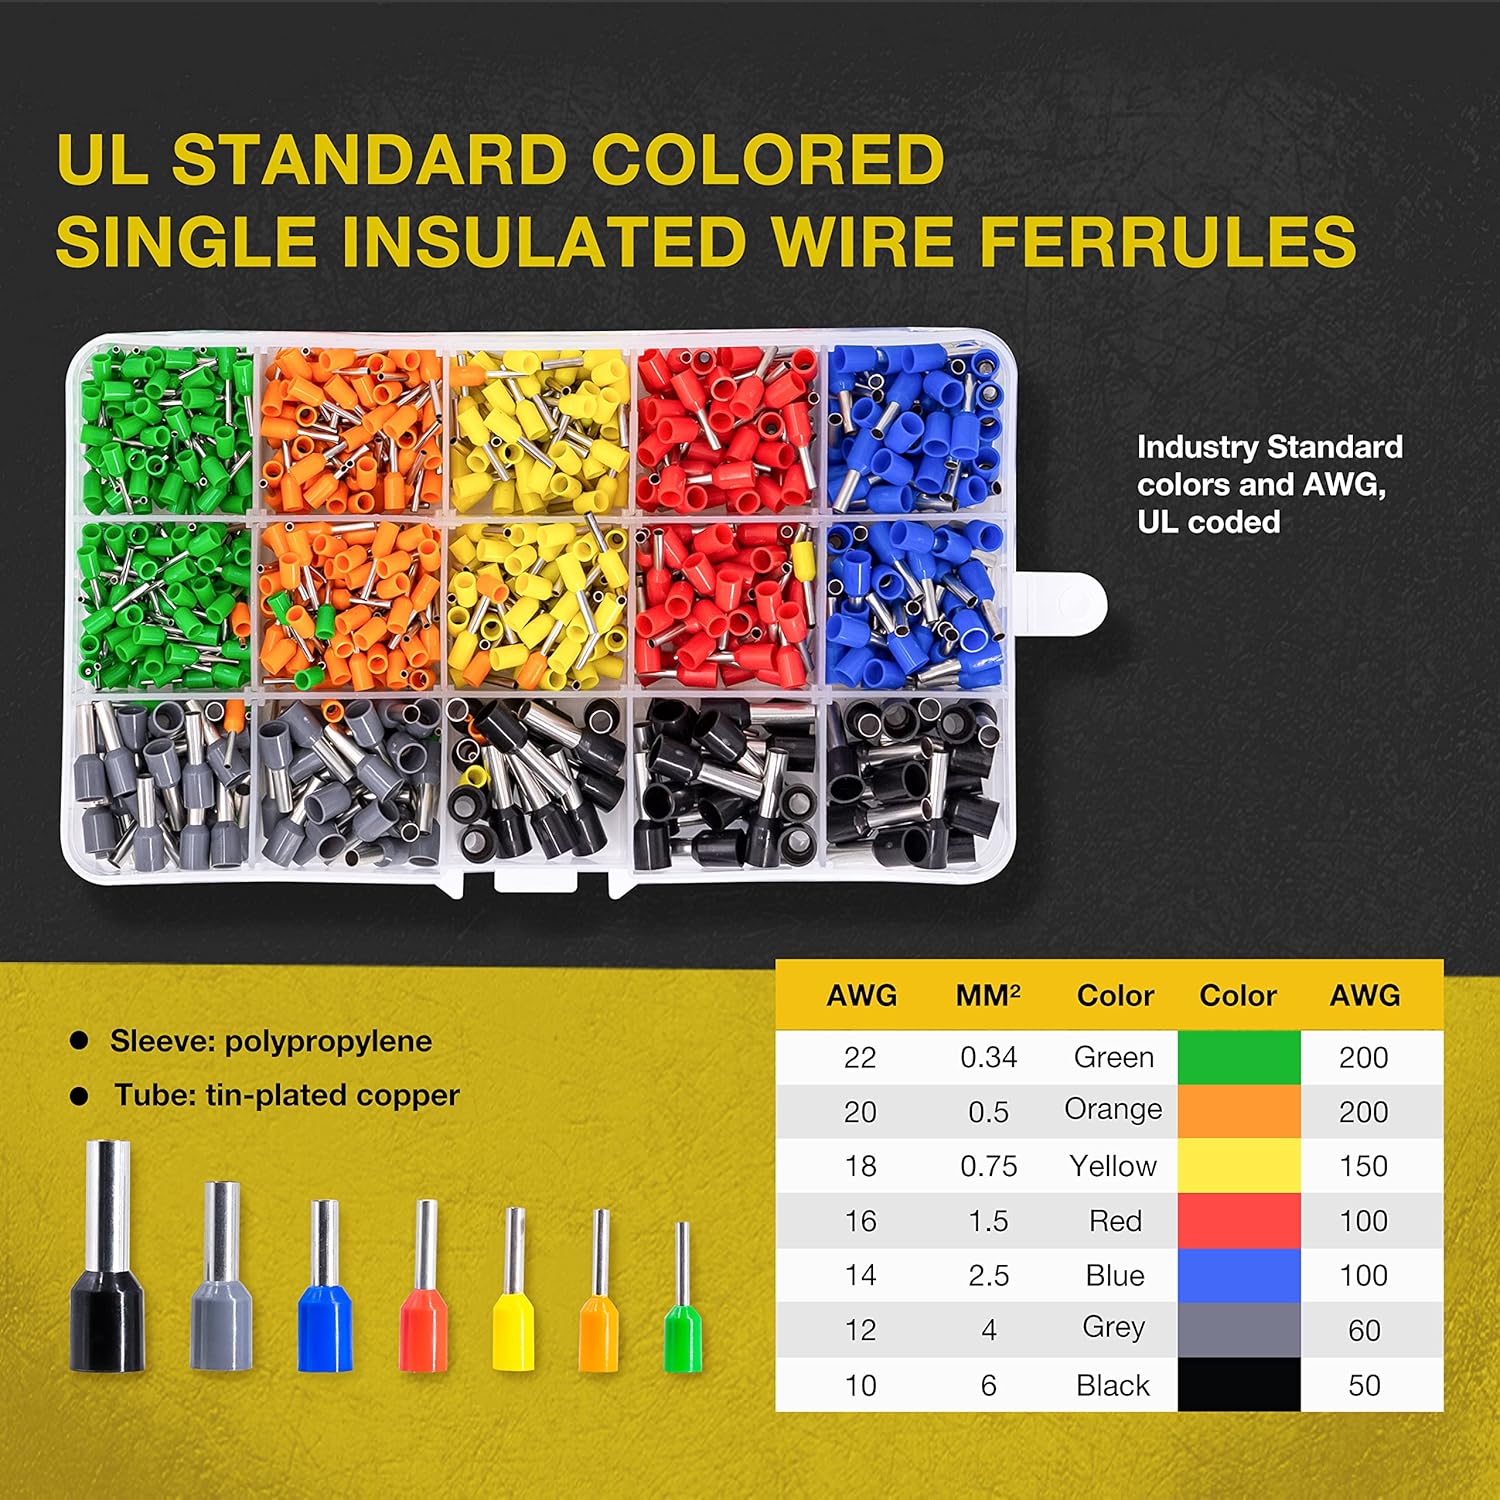 UL STANDARD COLORED
SINGLE INSULATED WIRE FERRULES
Industry Standard
colors and AWG,
UL coded
Sleeve: polypropylene
Tube: tin-plated copper
AWG MM² Color Color AWG
22 0.34 Green 200
20 0.5 Orange 200
18 0.75 Yellow 150
16 1.5 Red 100
14 2.5 Blue 100
12 4 Grey 60
10 6 Black 50